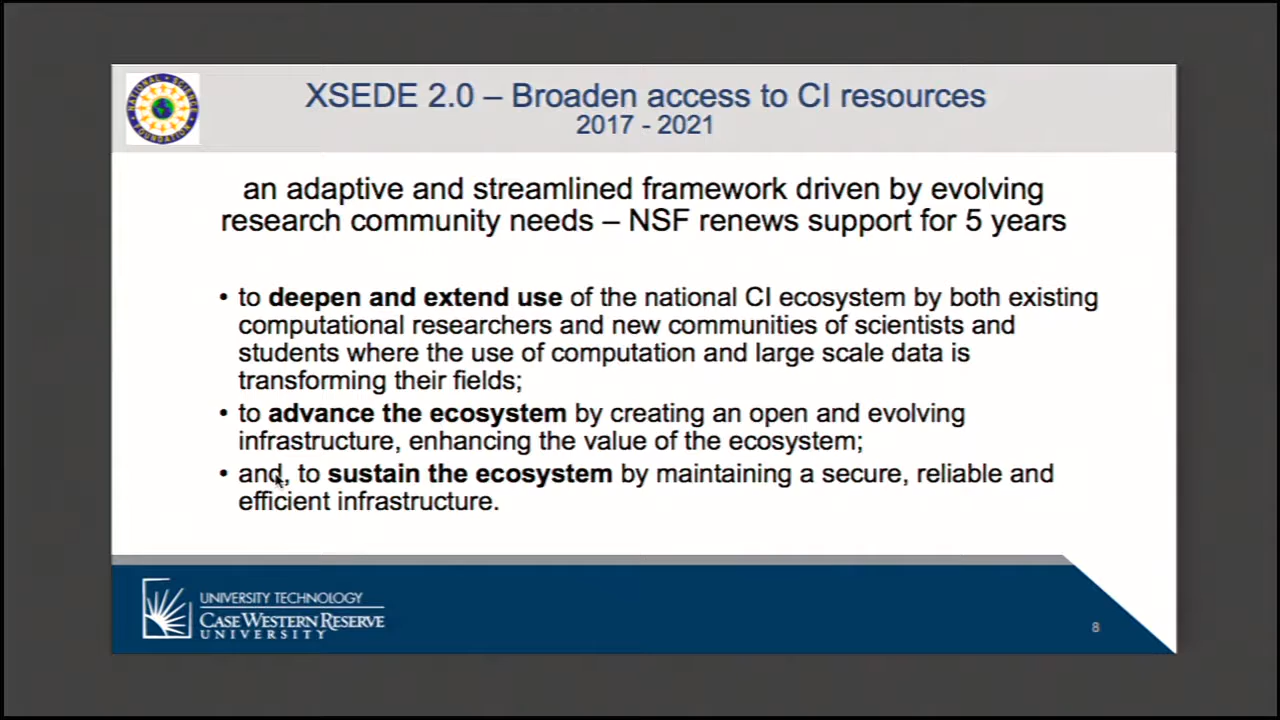 XSEDE 2.0 – Broaden access to CI resources
2017 - 2021
NATIONAL SCIENCE FOUNDATION
an adaptive and streamlined framework driven by evolving
research community needs – NSF renews support for 5 years
• to deepen and extend use of the national CI ecosystem by both existing
computational researchers and new communities of scientists and
students where the use of computation and large scale data is
transforming their fields;
• to advance the ecosystem by creating an open and evolving
infrastructure, enhancing the value of the ecosystem;
• and, to sustain the ecosystem by maintaining a secure, reliable and
efficient infrastructure.
UNIVERSITY TECHNOLOGY
CASE WESTERN RESERVE
UNIVERSITY
8